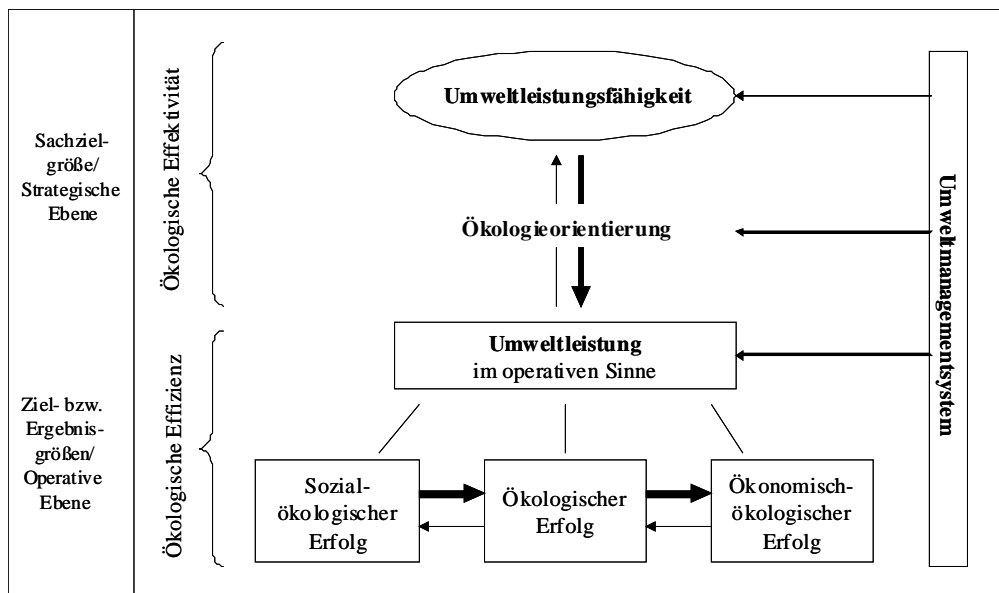 Sachziel-
größe/
Strategische
Ebene
Ökologische Effektivität
Umweltleistungsfähigkeit
Ökologieorientierung
Umweltmanagementsystem
Umweltleistung
im operativen Sinne
Ziel- bzw.
Ergebnis-
größen/
Operative
Ebene
Ökologische Effizienz
Sozial-
ökologischer
Erfolg
Ökologischer
Erfolg
Ökonomisch-
ökologischer
Erfolg